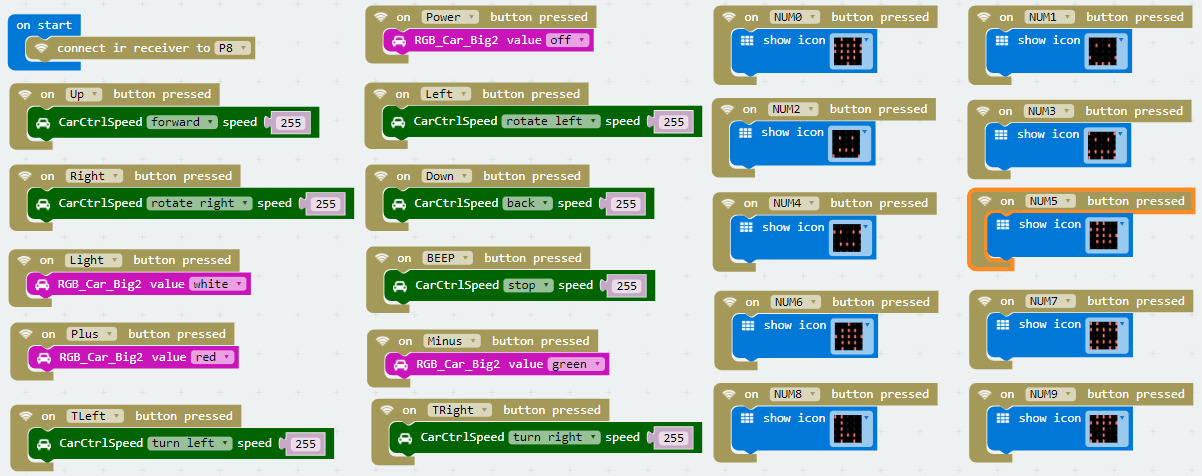 on start
connect ir receiver to P8
on Up button pressed
CarCtrlSpeed forward speed 255
on Right button pressed
CarCtrlSpeed rotate right speed 255
on Light button pressed
RGB_Car_Big2 value white
on Plus button pressed
RGB_Car_Big2 value red
on TLeft button pressed
CarCtrlSpeed turn left speed 255
on Power button pressed
RGB_Car_Big2 value off
on Left button pressed
CarCtrlSpeed rotate left speed 255
on Down button pressed
CarCtrlSpeed back speed 255
on BEEP button pressed
CarCtrlSpeed stop speed 255
on Minus button pressed
RGB_Car_Big2 value green
on TRight button pressed
CarCtrlSpeed turn right speed 255
on NUM0 button pressed
show icon
on NUM2 button pressed
show icon
on NUM4 button pressed
show icon
on NUM6 button pressed
show icon
on NUM8 button pressed
show icon
on NUM1 button pressed
show icon
on NUM3 button pressed
show icon
on NUM5 button pressed
show icon
on NUM7 button pressed
show icon
on NUM9 button pressed
show icon